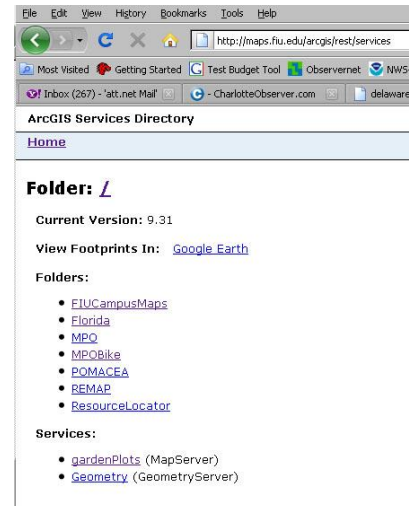 File Edit View History Bookmarks Tools Help
http://maps.fiu.edu/arcgis/rest/services
Most Visited Getting Started Test Budget Tool Observernet NWS
Inbox (267) - 'att.net Mail' - CharlotteObserver.com delaware
ArcGIS Services Directory
Home
Folder: /
Current Version: 9.31
View Footprints In: Google Earth
Folders:
FIUCampusMaps
Florida
MPO
MPOBike
POMACEA
REMAP
ResourceLocator
Services:
gardenPlots (MapServer)
Geometry (GeometryServer)